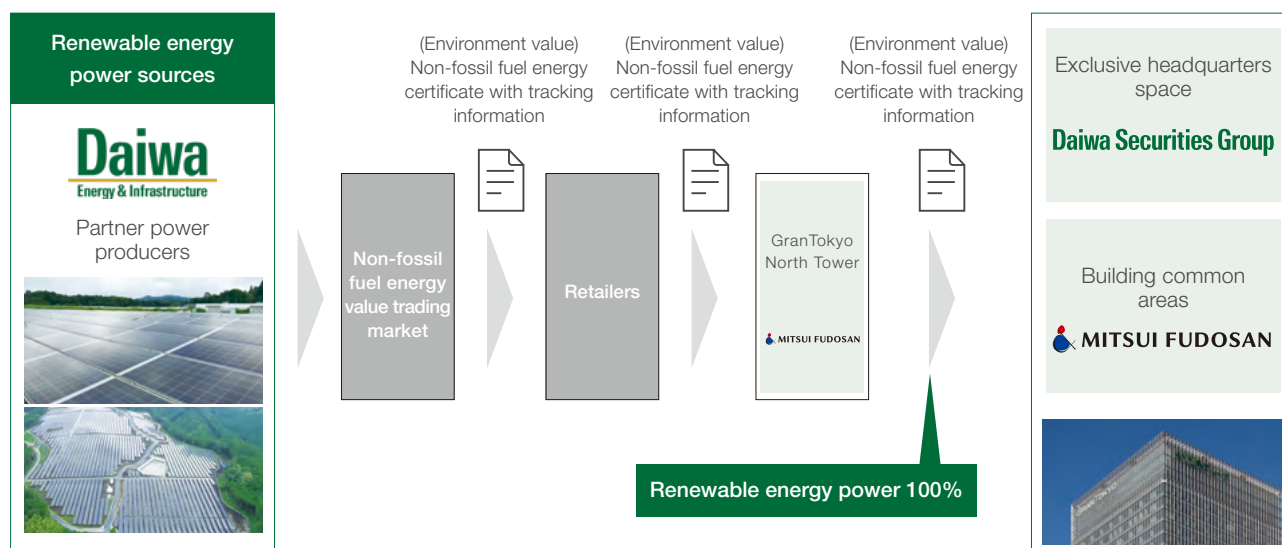 Renewable energy
power sources
Daiwa
Energy & Infrastructure
Partner power
producers
Non-fossil
fuel energy
value trading
market
(Environment value)
Non-fossil fuel energy
certificate with tracking
information
Retailers
(Environment value)
Non-fossil fuel energy
certificate with tracking
information
GranTokyo
North Tower
MITSUI FUDOSAN
(Environment value)
Non-fossil fuel energy
certificate with tracking
information
Renewable energy power 100%
Exclusive headquarters
space
Daiwa Securities Group
Building common
areas
MITSUI FUDOSAN